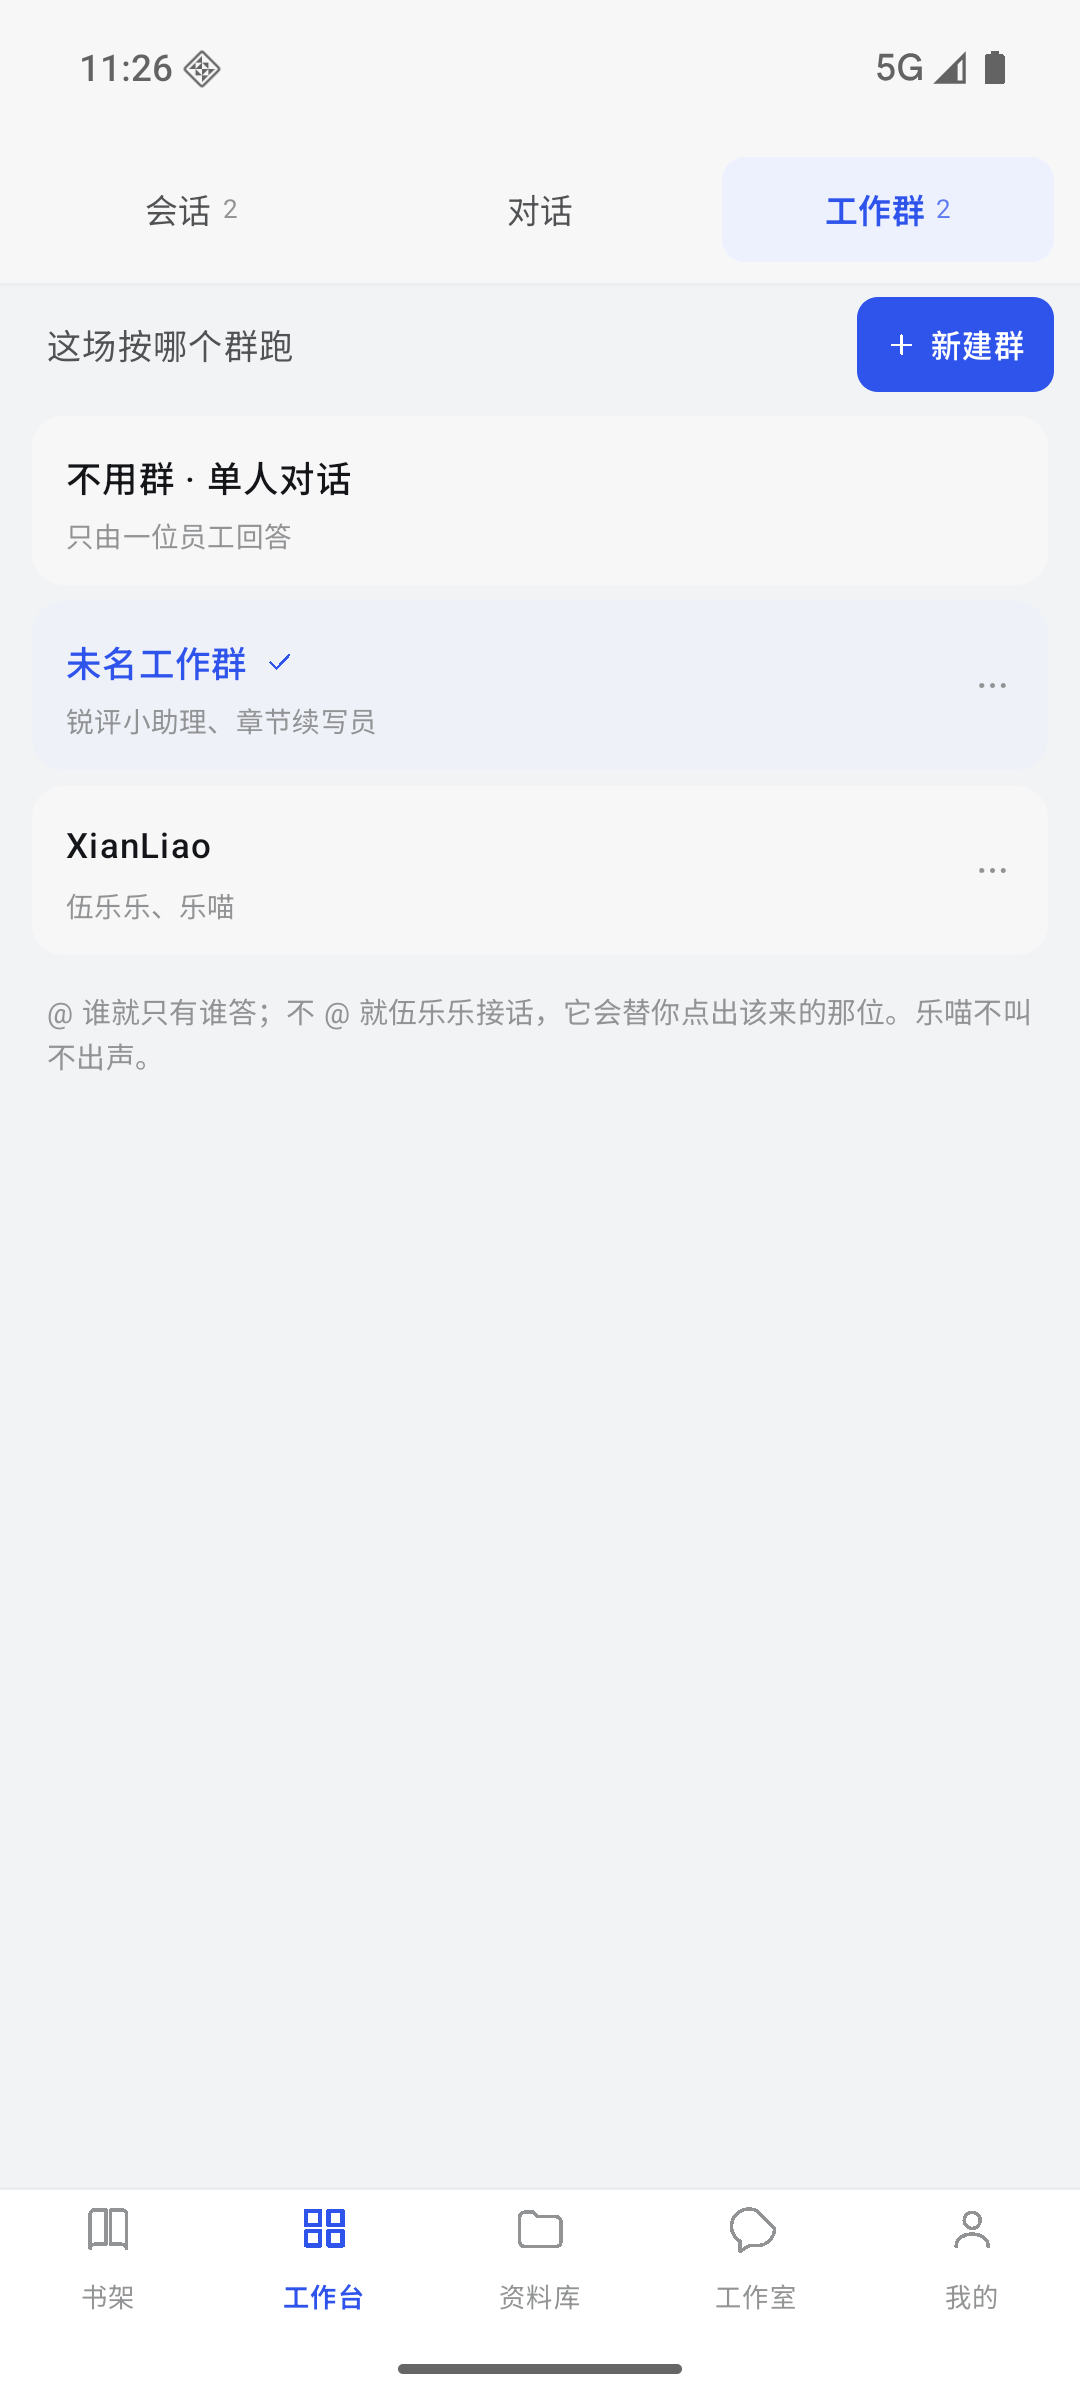 11:26
5G
会话 2
对话
工作群 2
这场按哪个群跑
+ 新建群
不用群 · 单人对话
只由一位员工回答
未名工作群
锐评小助理、章节续写员
XianLiao
伍乐乐、乐喵
@ 谁就只有谁答；不 @ 就伍乐乐接话，它会替你点出该来的那位。乐喵不叫
不出声。
书架
工作台
资料库
工作室
我的